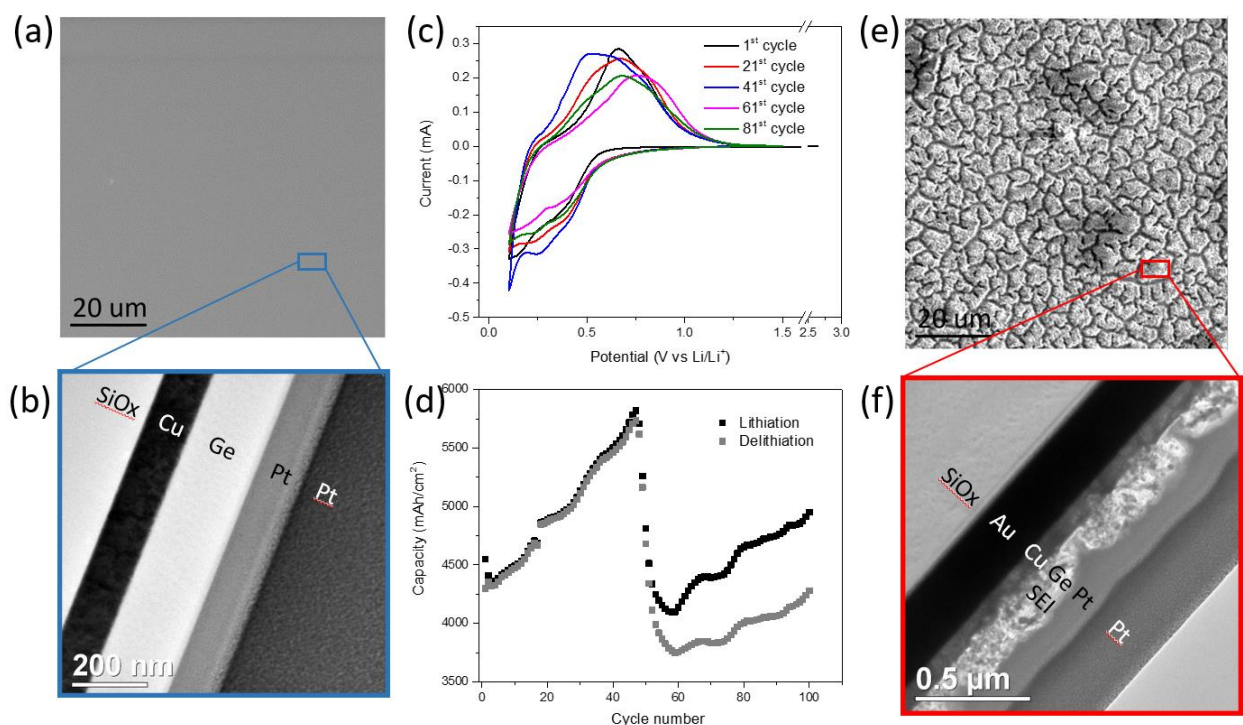 (a)
20 um
(b)
SiOx
Cu
Ge
Pt
Pt
200 nm
(c)
Current (mA)
0.3
0.2
0.1
0.0
-0.1
-0.2
-0.3
-0.4
-0.5
1st cycle
21st cycle
41st cycle
61st cycle
81st cycle
0.0 0.5 1.0 1.5 2.5 3.0
Potential (V vs Li/Li+)
(d)
Capacity (mAh/cm²)
6000
5500
5000
4500
4000
3500
Lithiation
Delithiation
0 20 40 60 80 100
Cycle number
(e)
20 um
(f)
SiOx
Au
Cu
Ge
Pt
SEI
Pt
0.5 µm